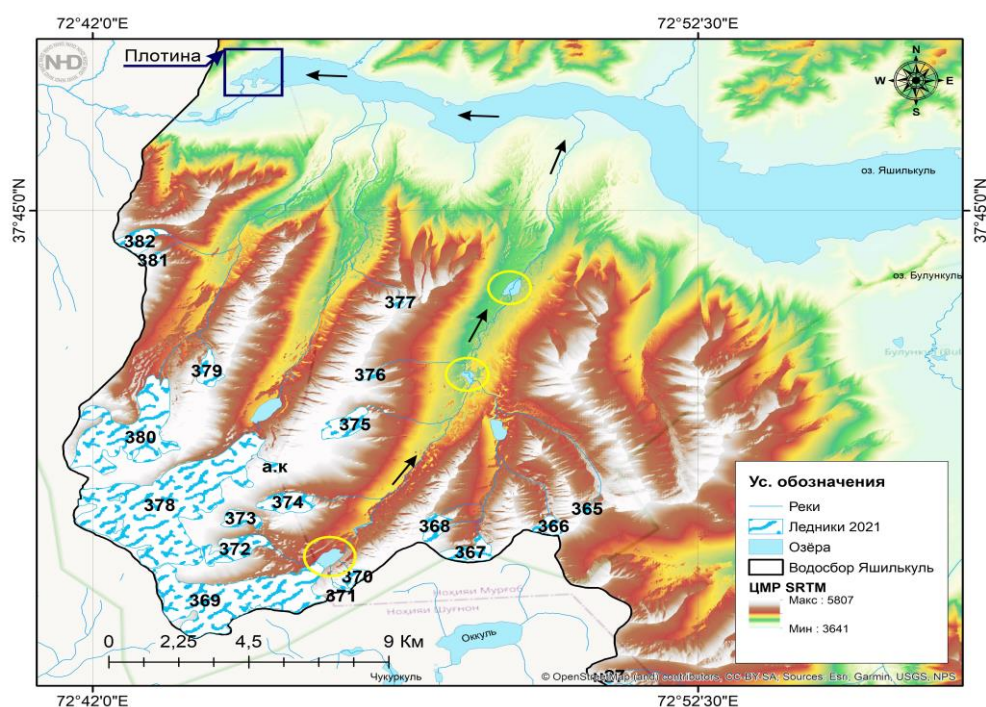 72°42'0"E
72°52'30"E
NHD
Плотина
N
W
E
S
оз. Яшилькуль
37°45'0"N
37°45'0"N
382
381
оз. Булункуль
377
379
376
375
380
а.к
378
374
373
372
368
367
366
365
370
371
369
Ус. обозначения
Реки
Ледники 2021
Озёра
Водосбор Яшилькуль
ЦМР SRTM
Макс : 5807
Мин : 3641
Ноҳияи Мурғоб
Ноҳияи Шуғнон
0
2,25
4,5
9 Км
Оккуль
Чукуркуль
© OpenStreetMap (and) contributors, CC-BY-SA, Sources: Esri, Garmin, USGS, NPS
72°42'0"E
72°52'30"E